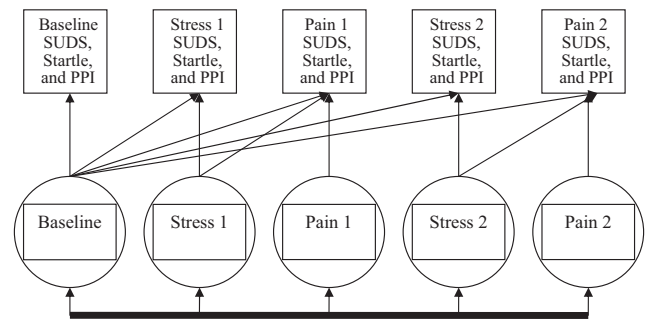 Baseline
SUDS,
Startle,
and PPI
Stress 1
SUDS,
Startle,
and PPI
Pain 1
SUDS,
Startle,
and PPI
Stress 2
SUDS,
Startle,
and PPI
Pain 2
SUDS,
Startle,
and PPI
Baseline
Stress 1
Pain 1
Stress 2
Pain 2